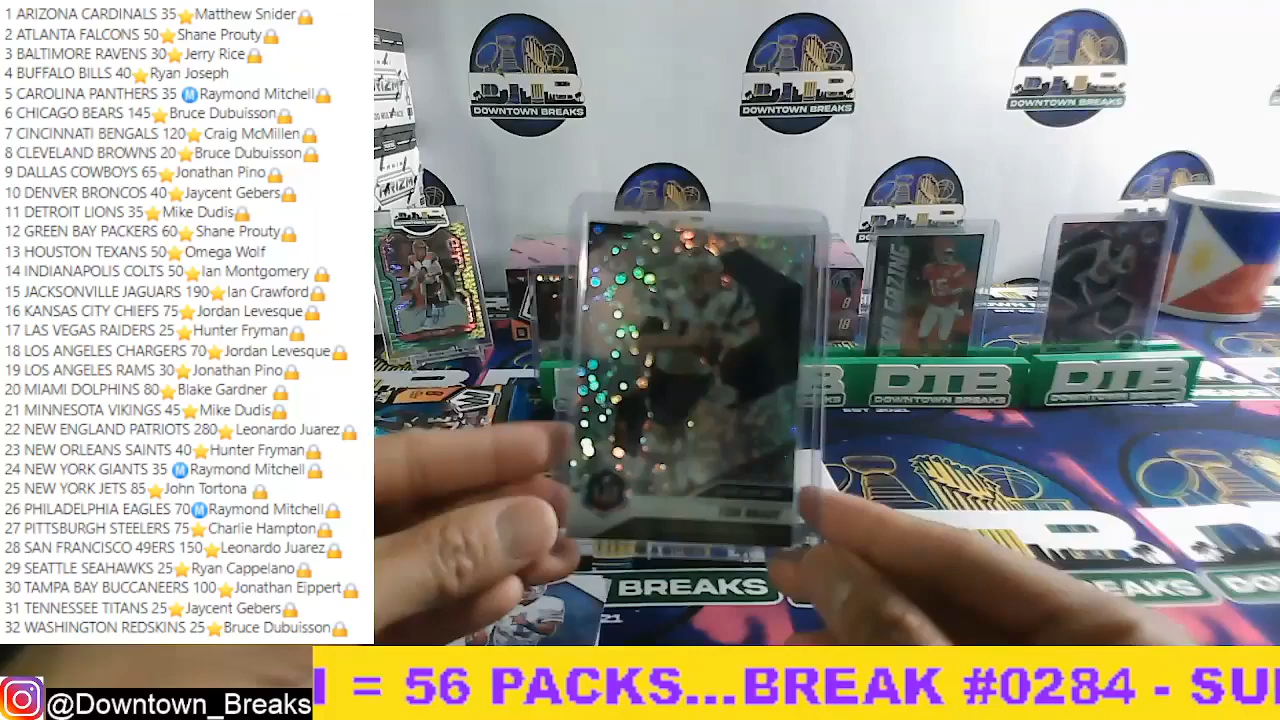 1 ARIZONA CARDINALS 35⭐Matthew Snider🔒
2 ATLANTA FALCONS 50⭐Shane Prouty🔒
3 BALTIMORE RAVENS 30⭐Jerry Rice🔒
4 BUFFALO BILLS 40⭐Ryan Joseph
5 CAROLINA PANTHERS 35 Ⓜ️Raymond Mitchell🔒
6 CHICAGO BEARS 145⭐Bruce Dubuisson🔒
7 CINCINNATI BENGALS 120⭐Craig McMillen🔒
8 CLEVELAND BROWNS 20⭐Bruce Dubuisson🔒
9 DALLAS COWBOYS 65⭐Jonathan Pino🔒
10 DENVER BRONCOS 40⭐Jaycent Gebers🔒
11 DETROIT LIONS 35⭐Mike Dudis🔒
12 GREEN BAY PACKERS 60⭐Shane Prouty🔒
13 HOUSTON TEXANS 50⭐Omega Wolf
14 INDIANAPOLIS COLTS 50⭐Ian Montgomery 🔒
15 JACKSONVILLE JAGUARS 190⭐Ian Crawford🔒
16 KANSAS CITY CHIEFS 75⭐Jordan Levesque🔒
17 LAS VEGAS RAIDERS 25⭐Hunter Fryman🔒
18 LOS ANGELES CHARGERS 70⭐Jordan Levesque🔒
19 LOS ANGELES RAMS 30⭐Jonathan Pino🔒
20 MIAMI DOLPHINS 80⭐Blake Gardner 🔒
21 MINNESOTA VIKINGS 45⭐Mike Dudis🔒
22 NEW ENGLAND PATRIOTS 280⭐Leonardo Juarez🔒
23 NEW ORLEANS SAINTS 40⭐Hunter Fryman🔒
24 NEW YORK GIANTS 35 Ⓜ️Raymond Mitchell🔒
25 NEW YORK JETS 85⭐John Tortona 🔒
26 PHILADELPHIA EAGLES 70Ⓜ️Raymond Mitchell🔒
27 PITTSBURGH STEELERS 75⭐Charlie Hampton🔒
28 SAN FRANCISCO 49ERS 150⭐Leonardo Juarez🔒
29 SEATTLE SEAHAWKS 25⭐Ryan Cappelano🔒
30 TAMPA BAY BUCCANEERS 100⭐Jonathan Eippert🔒
31 TENNESSEE TITANS 25⭐Jaycent Gebers🔒
32 WASHINGTON REDSKINS 25⭐Bruce Dubuisson🔒
DTB
DOWNTOWN BREAKS
DTB
DOWNTOWN BREAKS
DTB
DOWNTOWN BREAKS
15
TOM BRADY
DTB
DTB
EST 2021
BREAKS
BREAKS
@Downtown_Breaks
= 56 PACKS...BREAK #0284 - SU